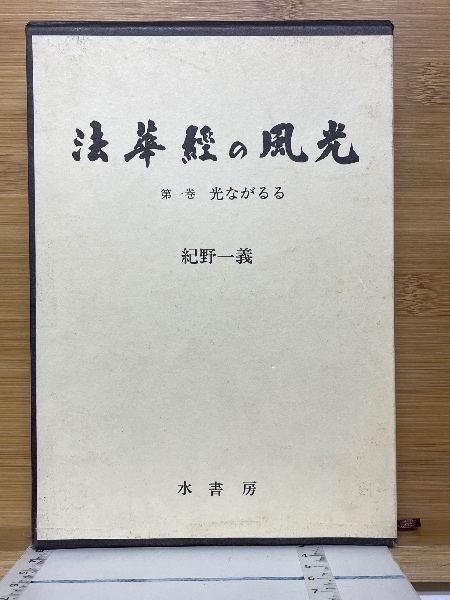 法華經の風光
第一巻 光ながるる
紀野一義
水書房